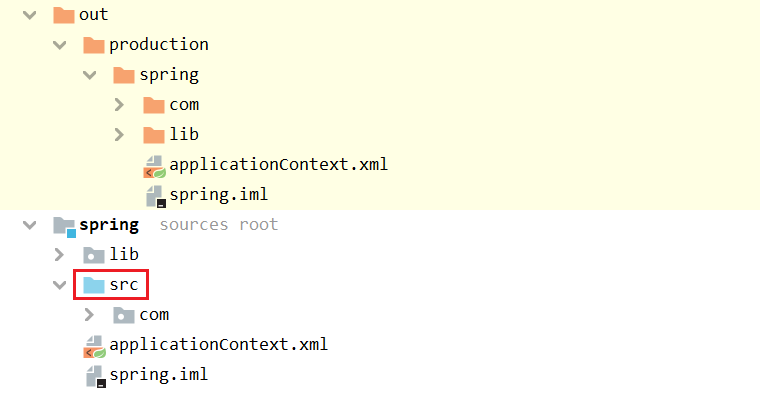 out
production
spring
com
lib
applicationContext.xml
spring.iml
spring sources root
lib
src
com
applicationContext.xml
spring.iml